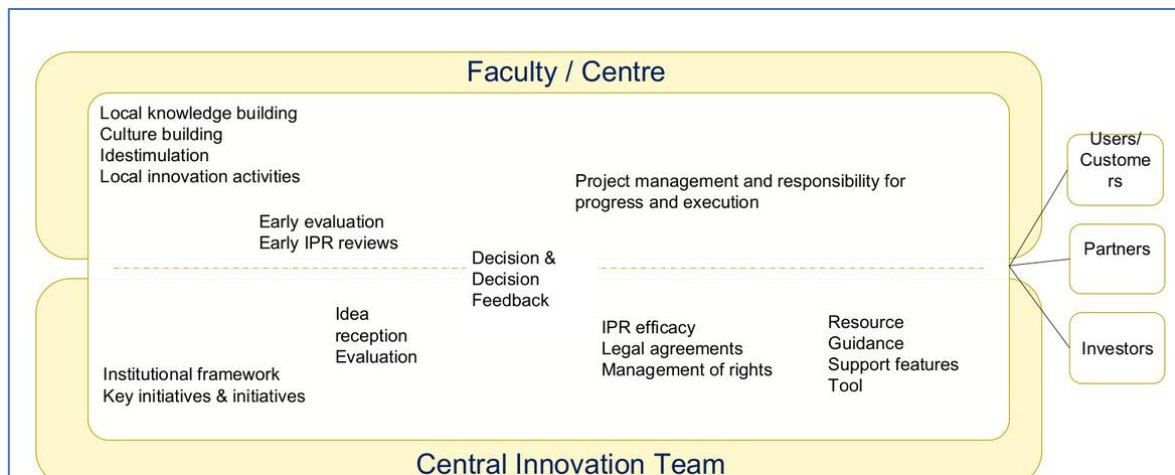 Faculty / Centre
Local knowledge building
Culture building
Idestimulation
Local innovation activities
Project management and responsibility for
progress and execution
Early evaluation
Early IPR reviews
Decision &
Decision
Feedback
Idea
reception
Evaluation
IPR efficacy
Legal agreements
Management of rights
Resource
Guidance
Support features
Tool
Institutional framework
Key initiatives & initiatives
Central Innovation Team
Users/
Custome
rs
Partners
Investors